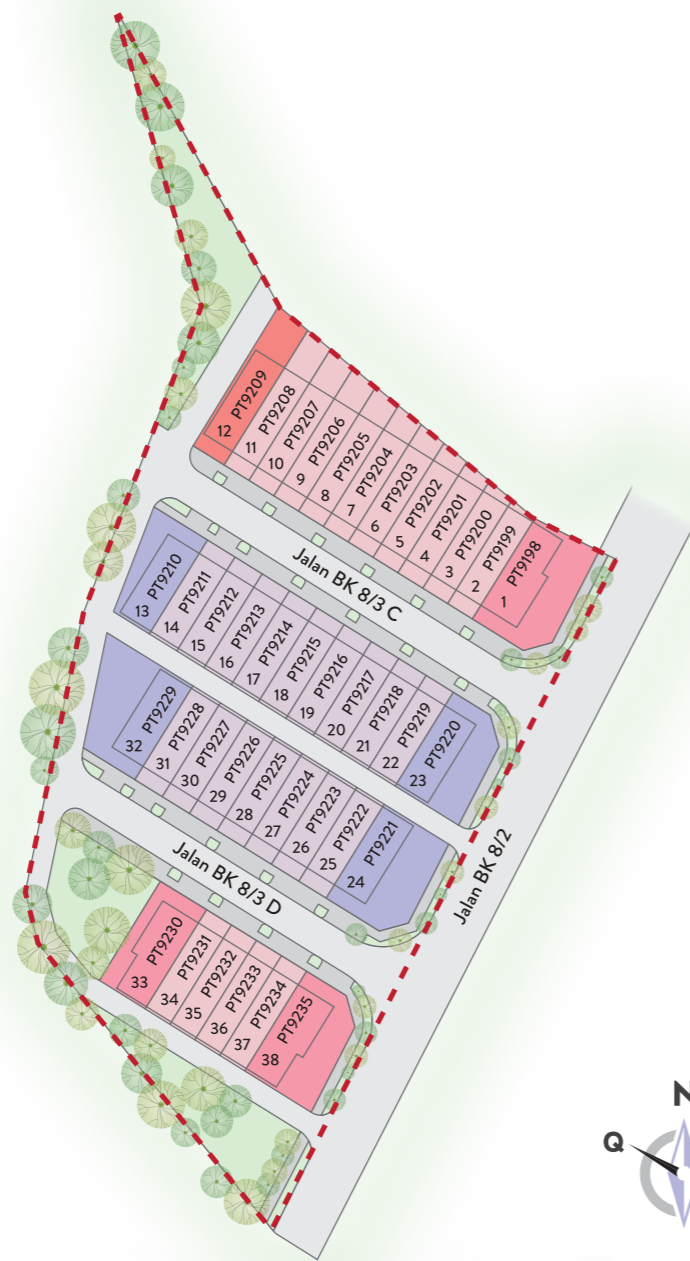 PT9209
12
PT9208
11
PT9207
10
PT9206
9
PT9205
8
PT9204
7
PT9203
6
PT9202
5
PT9201
4
PT9200
3
PT9199
2
PT9198
1
Jalan BK 8/3 C
PT9210
13
PT9211
14
PT9212
15
PT9213
16
PT9214
17
PT9215
18
PT9216
19
PT9217
20
PT9218
21
PT9219
22
PT9220
23
PT9229
32
PT9228
31
PT9227
30
PT9226
29
PT9225
28
PT9224
27
PT9223
26
PT9222
25
PT9221
24
Jalan BK 8/3 D
Jalan BK 8/2
PT9230
33
PT9231
34
PT9232
35
PT9233
36
PT9234
37
PT9235
38
N
Q